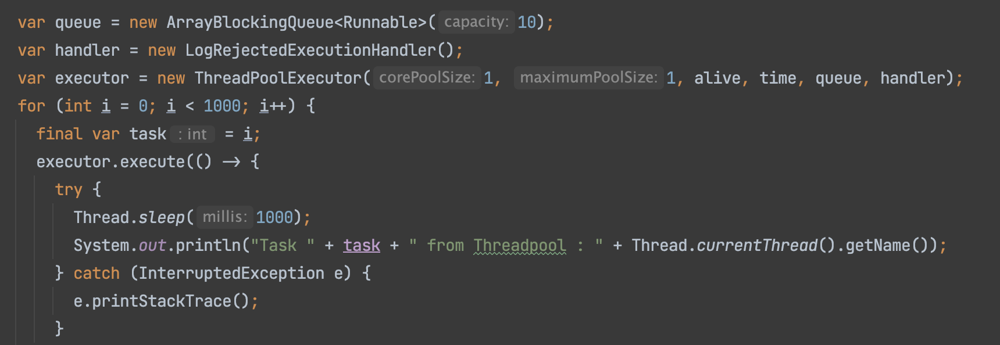 var queue = new ArrayBlockingQueue<Runnable>( capacity: 10);
var handler = new LogRejectedExecutionHandler();
var executor = new ThreadPoolExecutor( corePoolSize: 1, maximumPoolSize: 1, alive, time, queue, handler);
for (int i = 0; i < 1000; i++) {
final var task : int = i;
executor.execute(() -> {
try {
Thread.sleep( millis: 1000);
System.out.println("Task " + task + " from Threadpool : " + Thread.currentThread().getName());
} catch (InterruptedException e) {
e.printStackTrace();
}